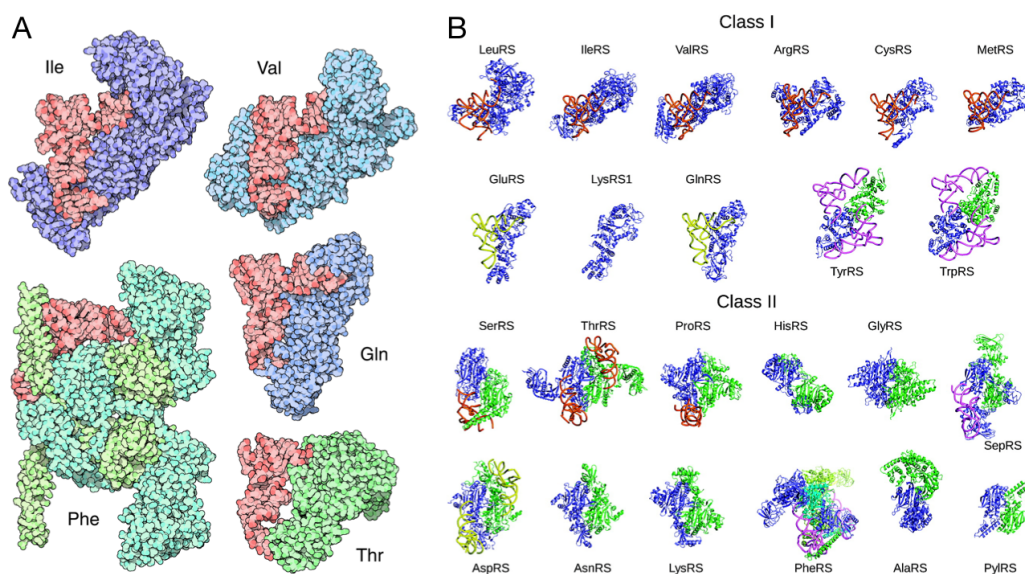 A
Ile
Val
Gln
Phe
Thr
B
Class I
LeuRS IleRS ValRS ArgRS CysRS MetRS
GluRS LysRS1 GlnRS
TyrRS TrpRS
Class II
SerRS ThrRS ProRS HisRS GlyRS
SepRS
AspRS AsnRS LysRS PheRS AlaRS PylRS